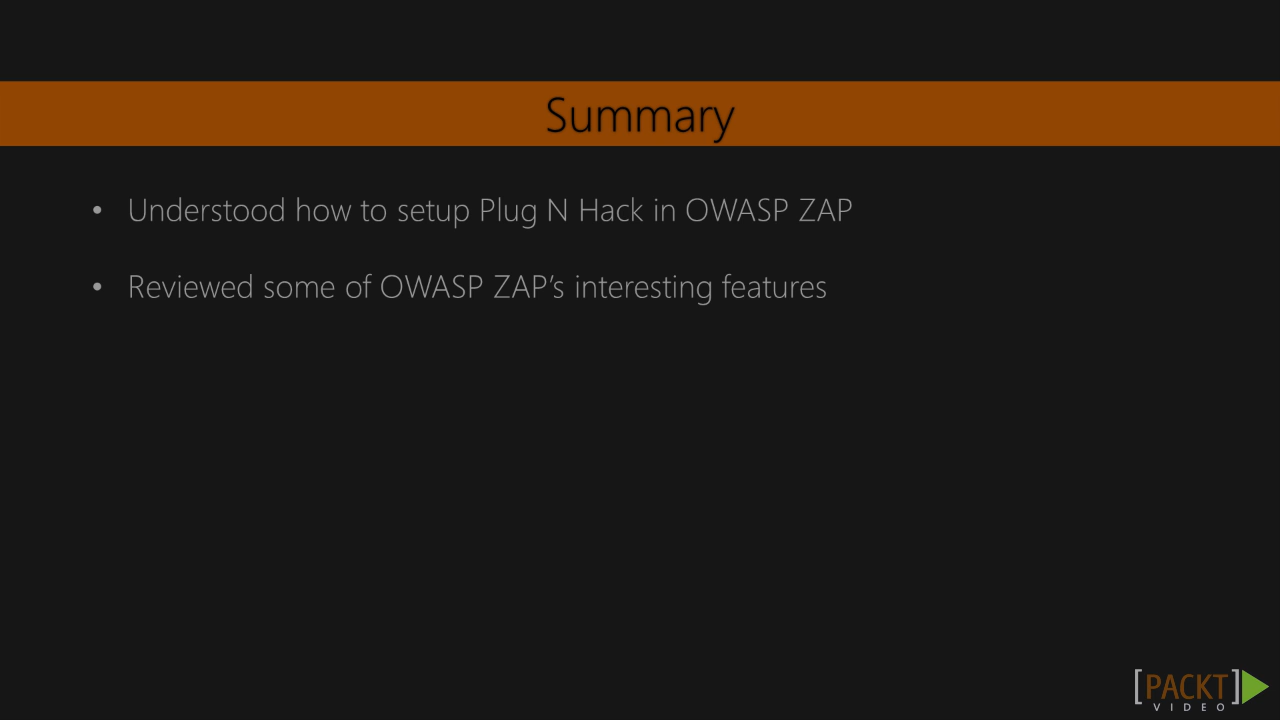 Summary
• Understood how to setup Plug N Hack in OWASP ZAP
• Reviewed some of OWASP ZAP’s interesting features
[PACKT]
VIDEO